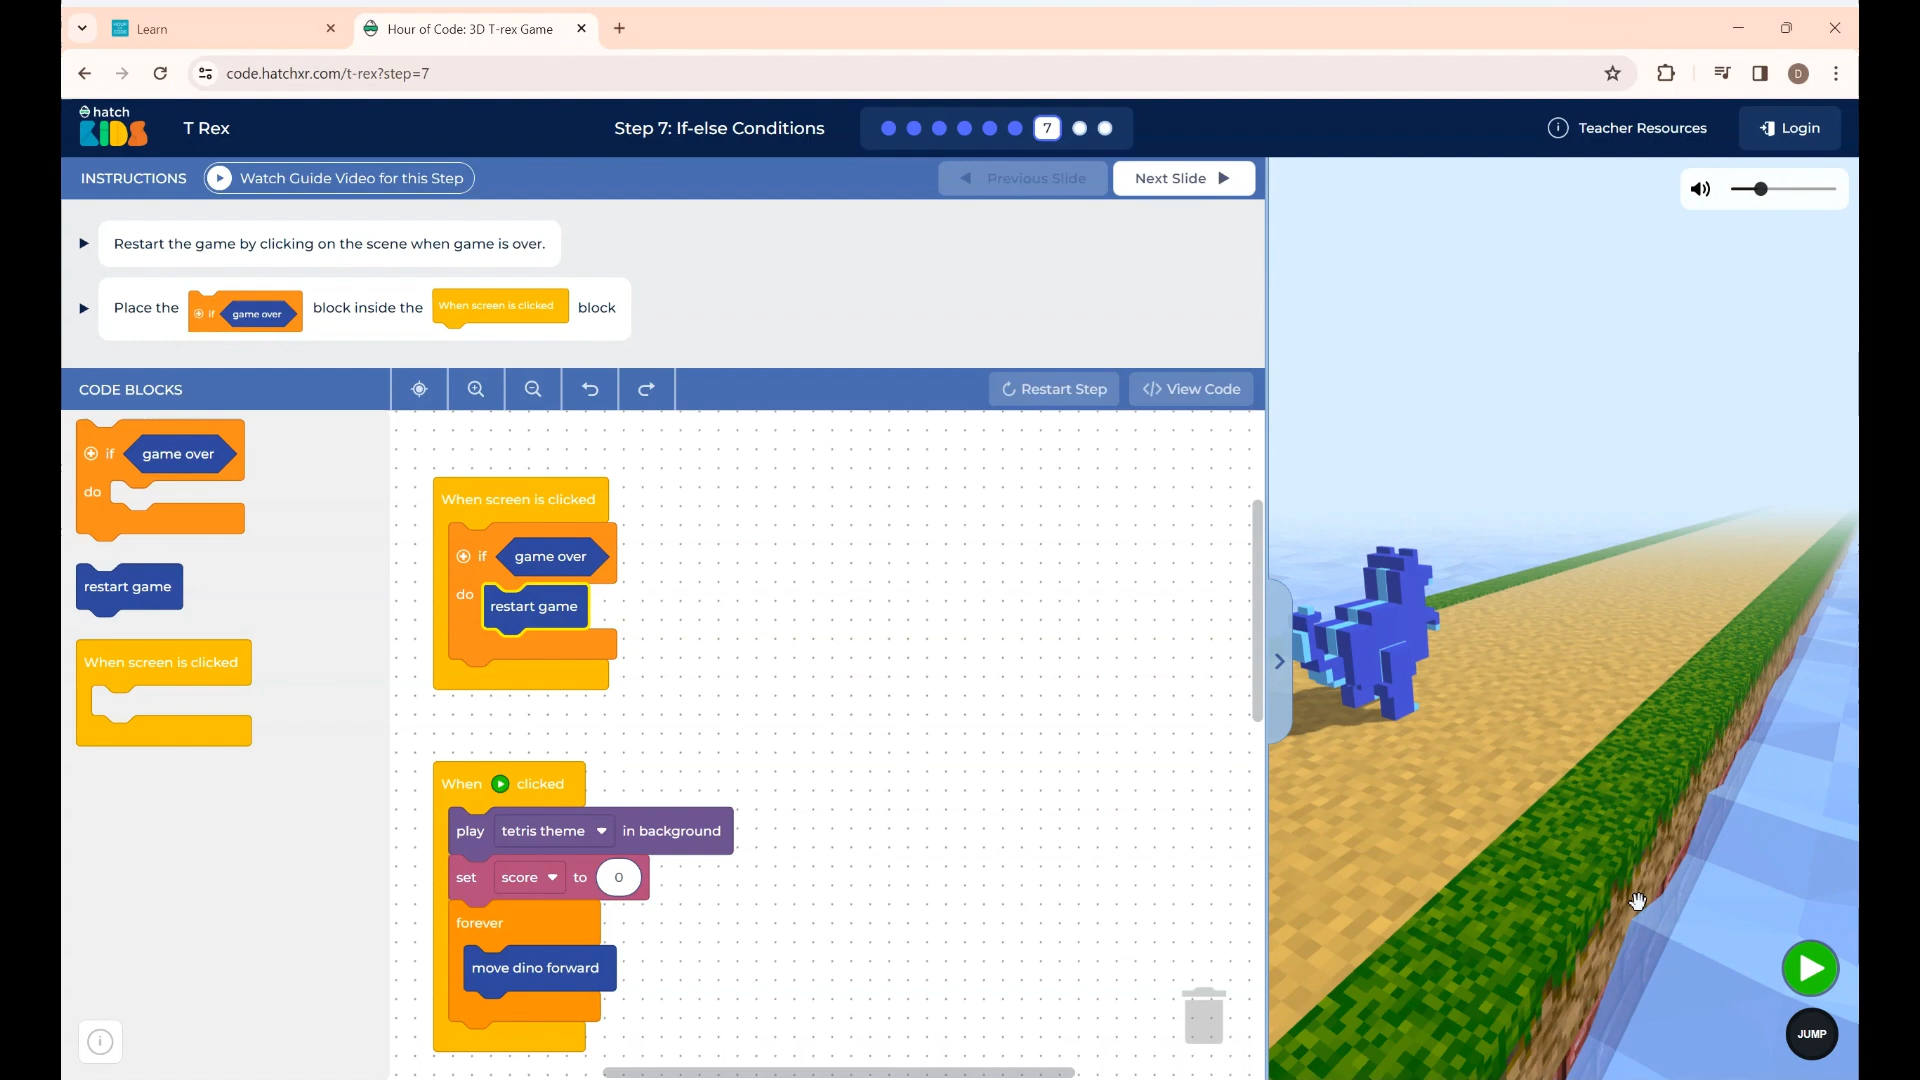 Learn
Hour of Code: 3D T-rex Game
code.hatchxr.com/t-rex?step=7
D
hatch
KIDS
T Rex
Step 7: If-else Conditions
7
Teacher Resources
Login
INSTRUCTIONS
Watch Guide Video for this Step
Previous Slide
Next Slide
Restart the game by clicking on the scene when game is over.
Place the if game over block inside the When screen is clicked block
CODE BLOCKS
Restart Step
</> View Code
if game over
do
restart game
When screen is clicked
When screen is clicked
if game over
do restart game
When clicked
play tetris theme in background
set score to 0
forever
move dino forward
JUMP